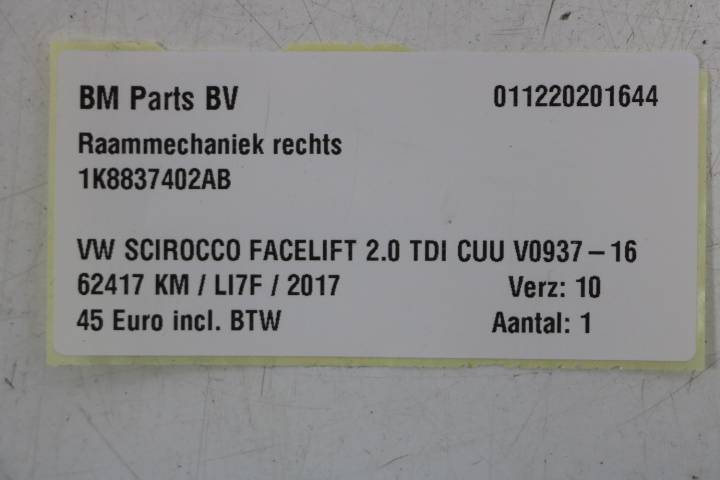 BM Parts BV 011220201644
Raammechaniek rechts
1K8837402AB
VW SCIROCCO FACELIFT 2.0 TDI CUU V0937 – 16
62417 KM / LI7F / 2017 Verz: 10
45 Euro incl. BTW Aantal: 1